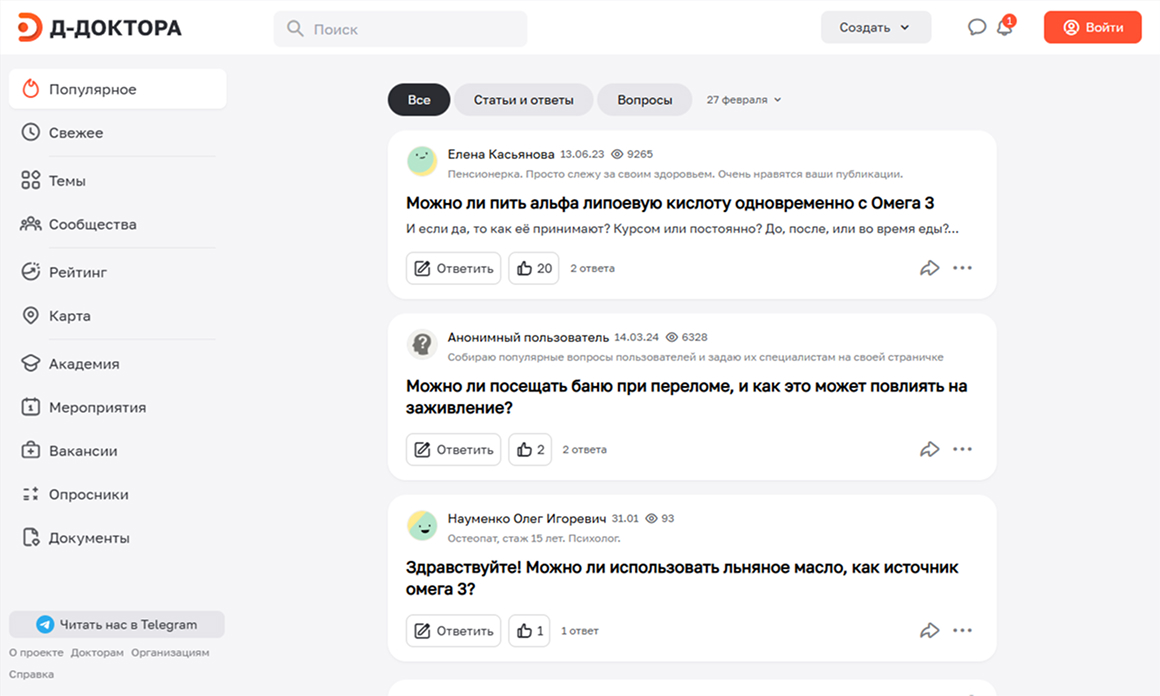 Д-ДОКТОРА
Поиск
Создать
1
Войти
Популярное
Свежее
Темы
Сообщества
Рейтинг
Карта
Академия
Мероприятия
Вакансии
Опросники
Документы
Читать нас в Telegram
О проекте Докторам Организациям
Справка
Все Статьи и ответы Вопросы 27 февраля
Елена Касьянова 13.06.23 9265
Пенсионерка. Просто слежу за своим здоровьем. Очень нравятся ваши публикации.
Можно ли пить альфа липоевую кислоту одновременно с Омега 3
И если да, то как её принимают? Курсом или постоянно? До, после, или во время еды?...
Ответить 20 2 ответа
Анонимный пользователь 14.03.24 6328
Собираю популярные вопросы пользователей и задаю их специалистам на своей страничке
Можно ли посещать баню при переломе, и как это может повлиять на
заживление?
Ответить 2 2 ответа
Науменко Олег Игоревич 31.01 93
Остеопат, стаж 15 лет. Психолог.
Здравствуйте! Можно ли использовать льняное масло, как источник
омега 3?
Ответить 1 1 ответ